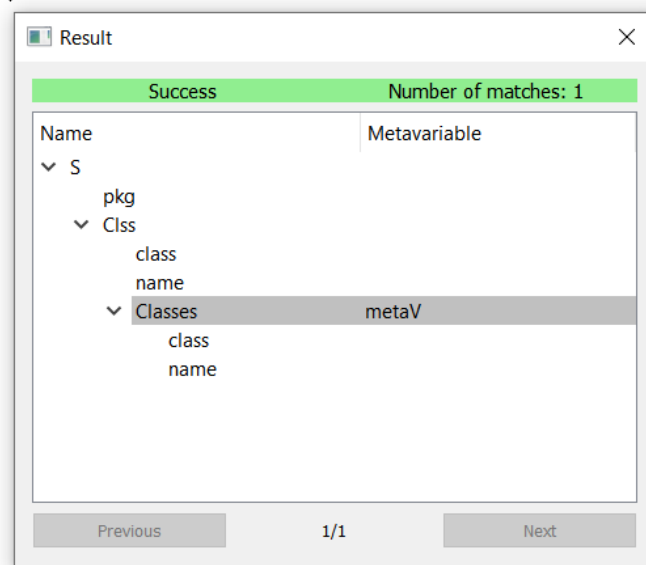 Result
Success Number of matches: 1
Name Metavariable
S
pkg
Clss
class
name
Classes metaV
class
name
Previous 1/1 Next